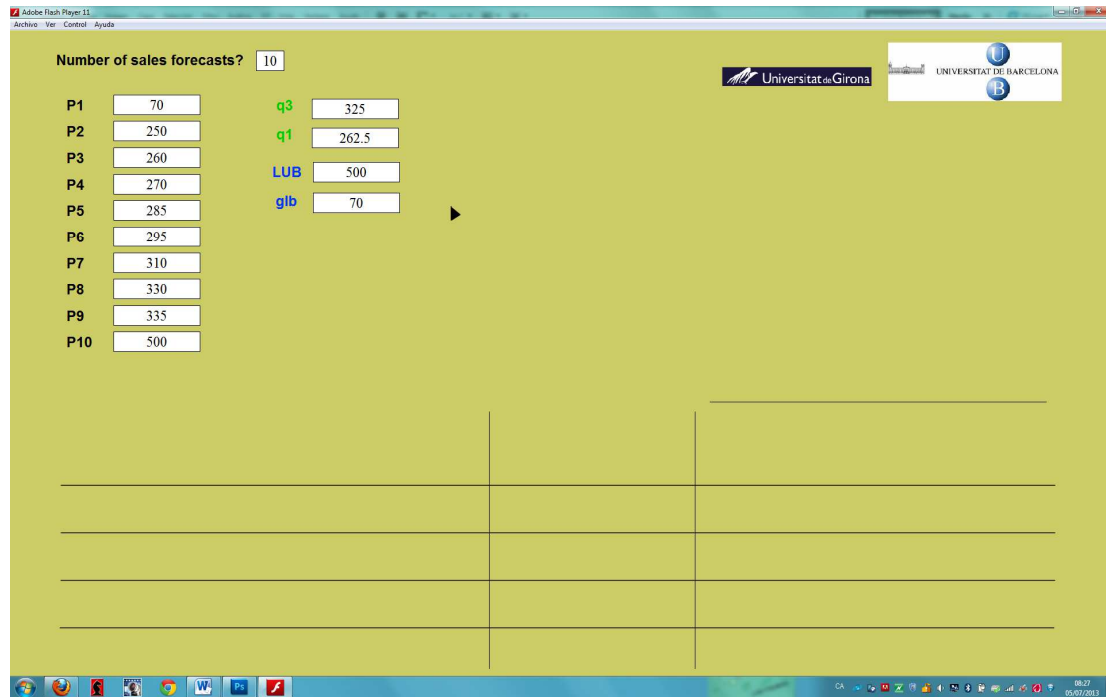 Adobe Flash Player 11
Archivo Ver Control Ayuda
Number of sales forecasts? 10
Universitat de Girona
UNIVERSITAT DE BARCELONA
U
B
P1 70
P2 250
P3 260
P4 270
P5 285
P6 295
P7 310
P8 330
P9 335
P10 500
q3 325
q1 262.5
LUB 500
glb 70
CA
08:27
05/07/2013